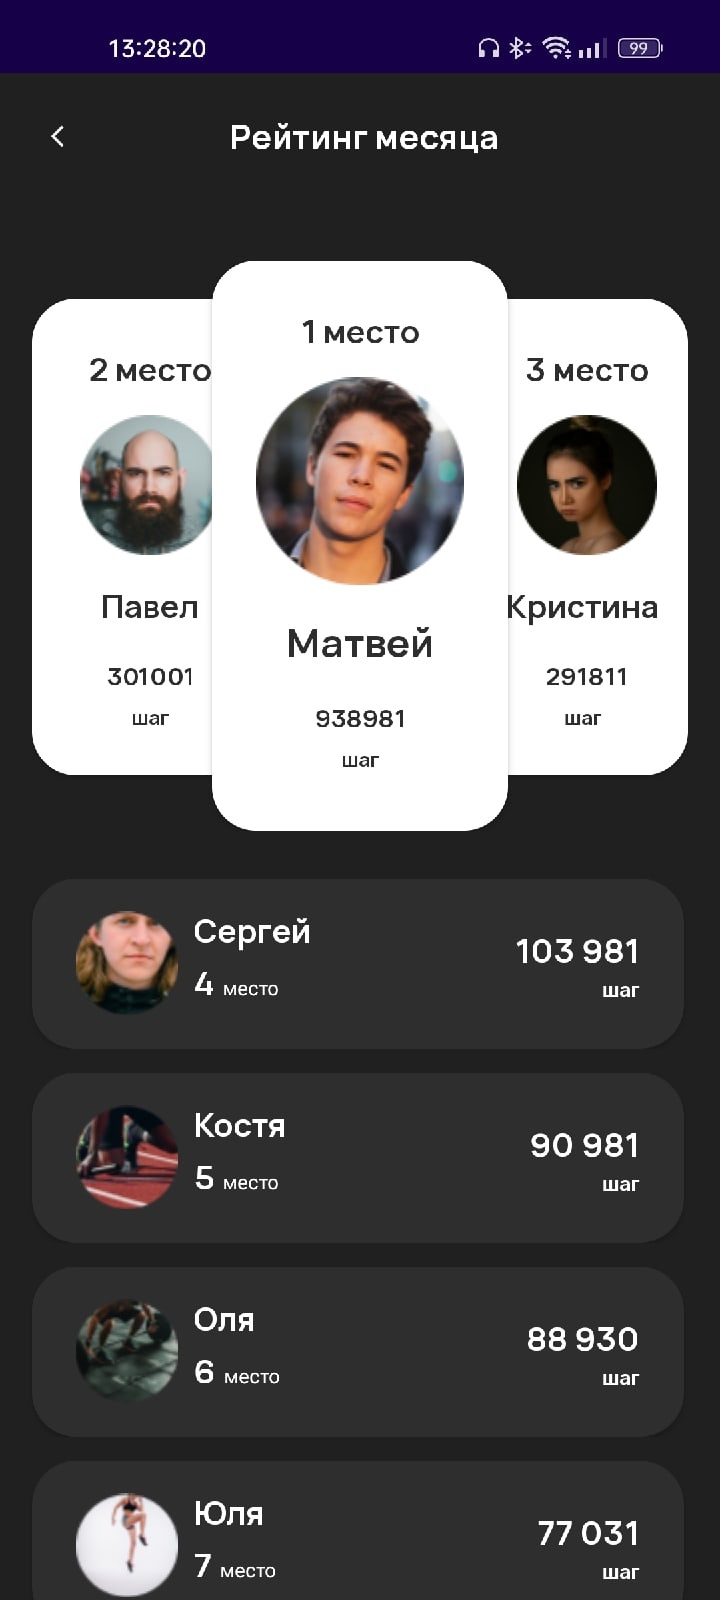 13:28:20
99
Рейтинг месяца
1 место
Матвей
938981
шаг
2 место
Павел
301001
шаг
3 место
Кристина
291811
шаг
Сергей
4 место
103 981
шаг
Костя
5 место
90 981
шаг
Оля
6 место
88 930
шаг
Юля
7 место
77 031
шаг